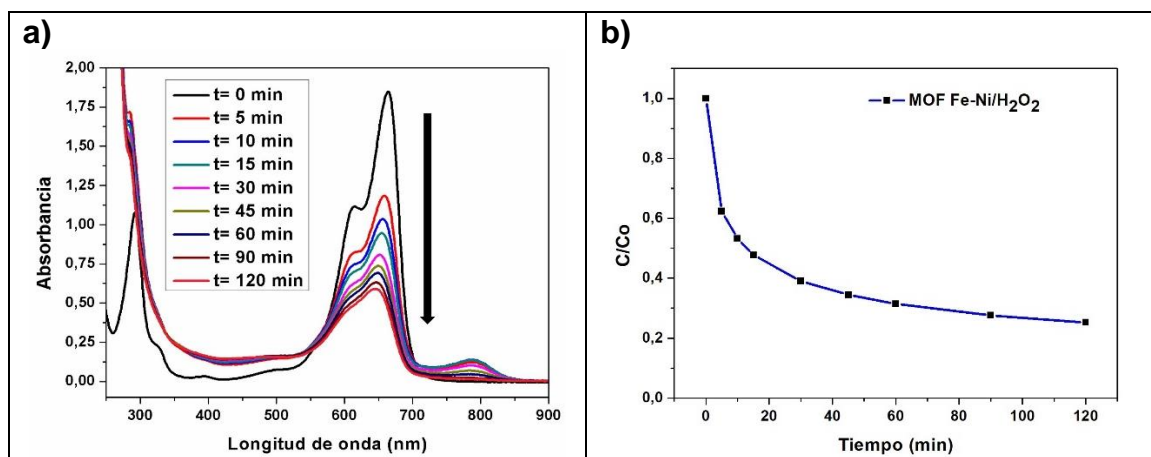 a)
2,00
1,75
1,50
1,25
1,00
0,75
0,50
0,25
0,00
Absorbancia
t= 0 min
t= 5 min
t= 10 min
t= 15 min
t= 30 min
t= 45 min
t= 60 min
t= 90 min
t= 120 min
300 400 500 600 700 800 900
Longitud de onda (nm)
b)
1,0
0,8
0,6
0,4
0,2
0,0
C/Co
MOF Fe-Ni/H₂O₂
0 20 40 60 80 100 120
Tiempo (min)